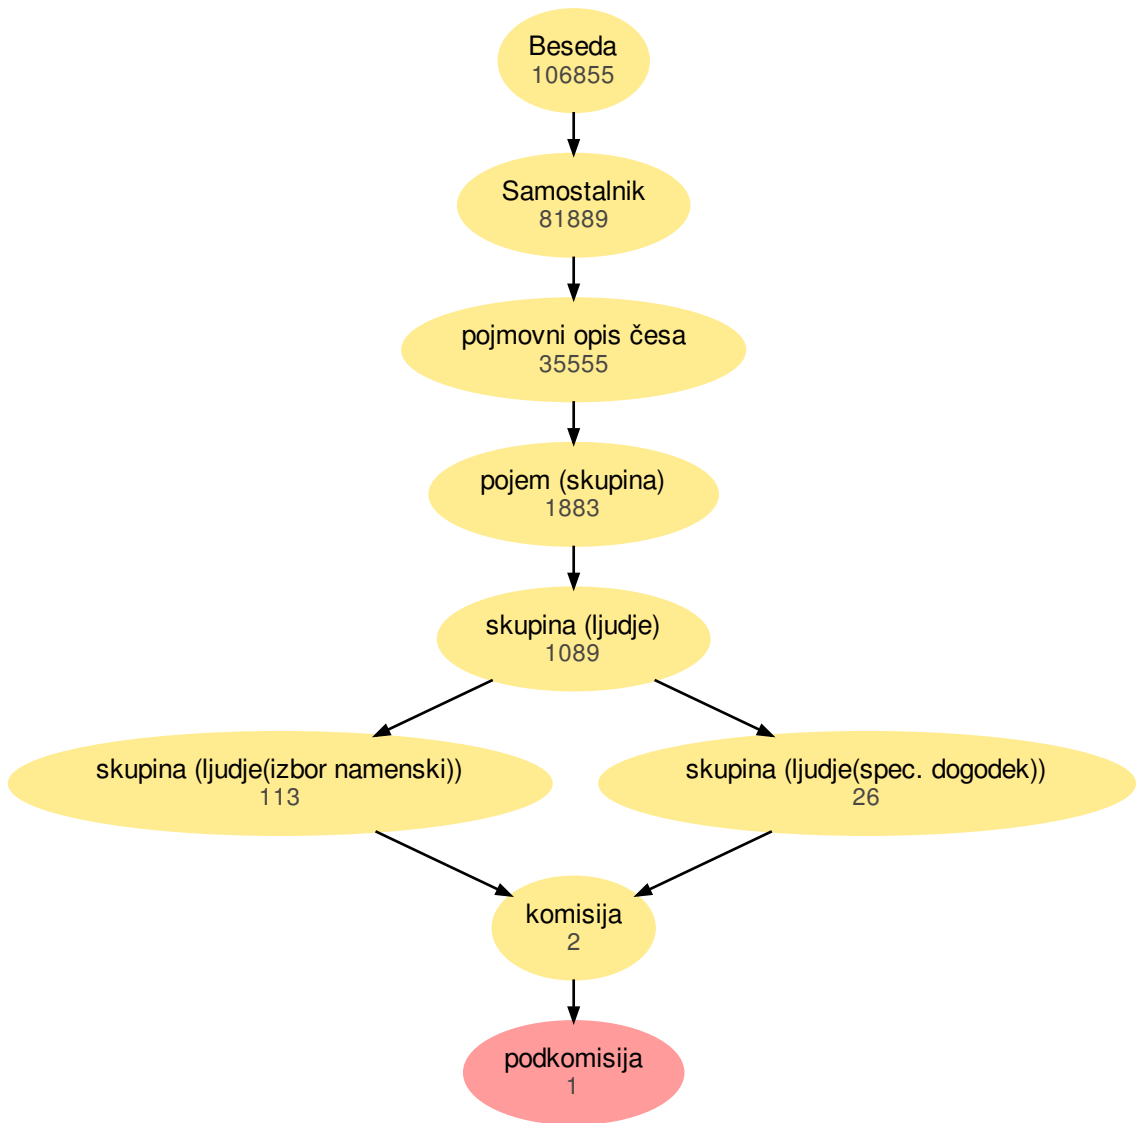 Beseda
106855
Samostalnik
81889
pojmovni opis česa
35555
pojem (skupina)
1883
skupina (ljudje)
1089
skupina (ljudje(izbor namenski))
113
skupina (ljudje(spec. dogodek))
26
komisija
2
podkomisija
1